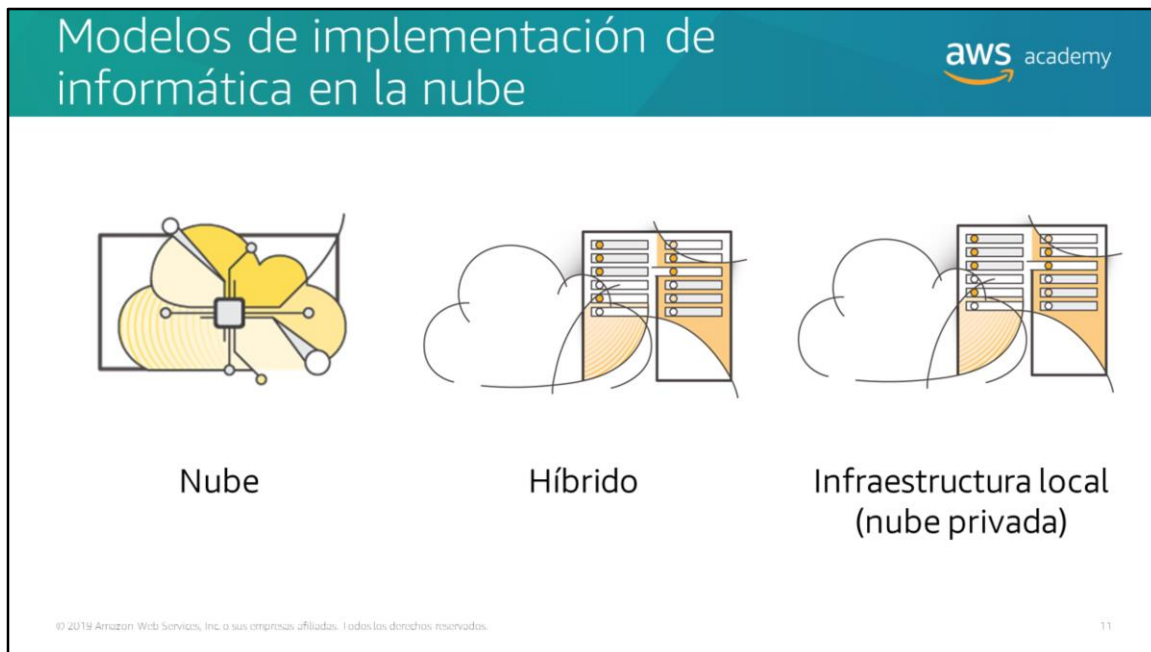 Modelos de implementación de
informática en la nube
aws academy
Nube
Híbrido
Infraestructura local
(nube privada)
© 2019 Amazon Web Services, Inc. o sus empresas afiliadas. Todos los derechos reservados.
11